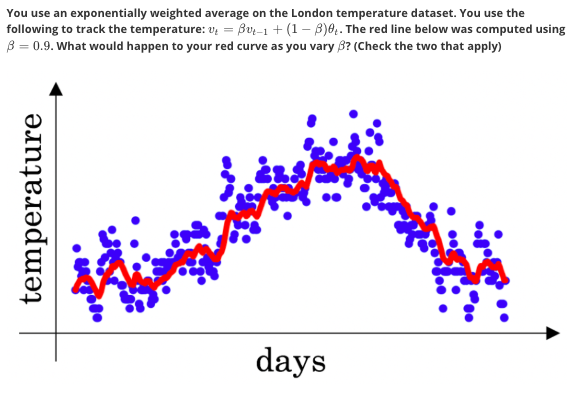 You use an exponentially weighted average on the London temperature dataset. You use the
following to track the temperature: v_t = βv_{t−1} + (1 − β)θ_t. The red line below was computed using
β = 0.9. What would happen to your red curve as you vary β? (Check the two that apply)
temperature
days